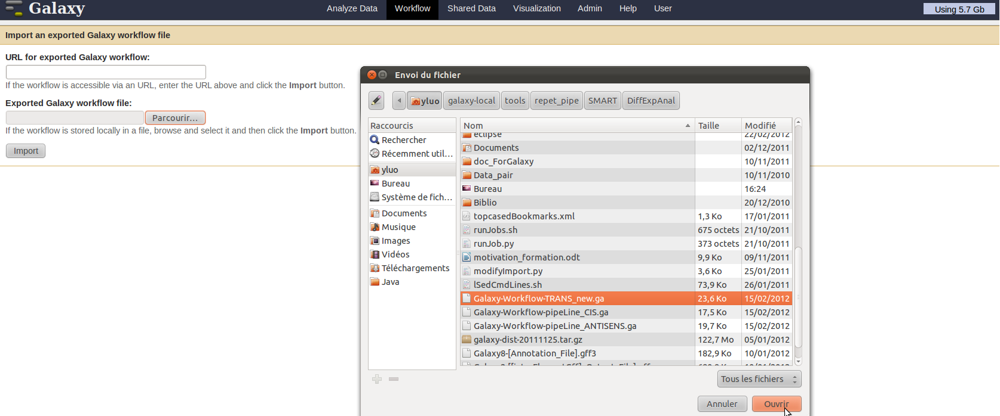 Galaxy
Analyze Data Workflow Shared Data Visualization Admin Help User
Using 5.7 Gb
Import an exported Galaxy workflow file
URL for exported Galaxy workflow:
If the workflow is accessible via an URL, enter the URL above and click the Import button.
Exported Galaxy workflow file:
Parcourir...
If the workflow is stored locally in a file, browse and select it and then click the Import button.
Import
Envoi du fichier
yluo galaxy-local tools repet_pipe SMART DiffExpAnal
Raccourcis
Rechercher
Récemment util...
yluo
Bureau
Système de fich...
Documents
Musique
Images
Vidéos
Téléchargements
Java
Nom Taille Modifié
eclipse 22/02/2012
Documents 02/12/2011
doc_ForGalaxy 10/11/2011
Data_pair 10/11/2010
Bureau 16:24
Biblio 20/12/2010
topcasedBookmarks.xml 1,3 Ko 17/01/2011
runJobs.sh 675 octets 21/10/2011
runJob.py 373 octets 21/10/2011
motivation_formation.odt 9,9 Ko 09/11/2011
modifyImport.py 3,6 Ko 25/01/2011
lSedCmdLines.sh 73,9 Ko 26/01/2011
Galaxy-Workflow-TRANS_new.ga 23,6 Ko 15/02/2012
Galaxy-Workflow-pipeLine_CIS.ga 17,5 Ko 15/02/2012
Galaxy-Workflow-pipeLine_ANTISENS.ga 19,7 Ko 15/02/2012
galaxy-dist-20111125.tar.gz 122,7 Mo 05/01/2012
Galaxy8-[Annotation_File].gff3 182,9 Ko 10/01/2012
Tous les fichiers
Annuler Ouvrir